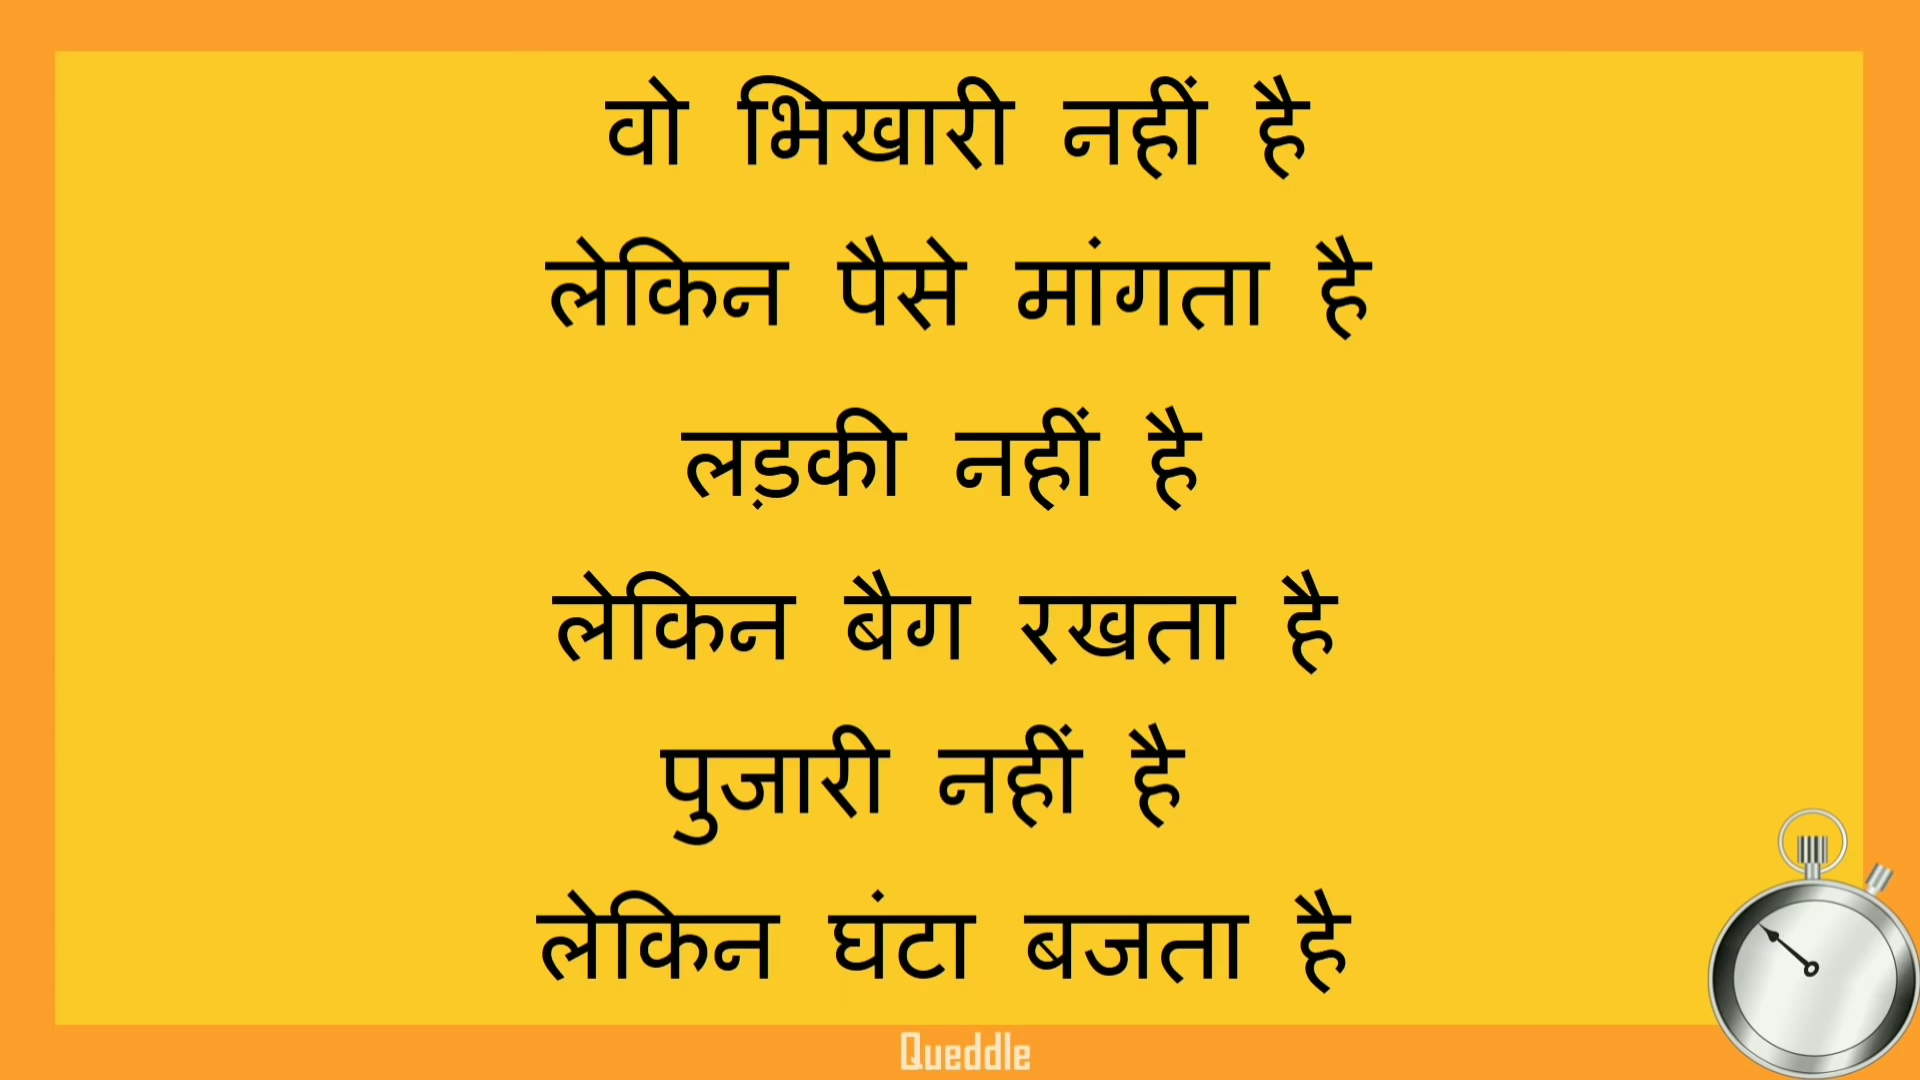 वो भिखारी नहीं है
लेकिन पैसे मांगता है
लड़की नहीं है
लेकिन बैग रखता है
पुजारी नहीं है
लेकिन घंटा बजता है
Queddle